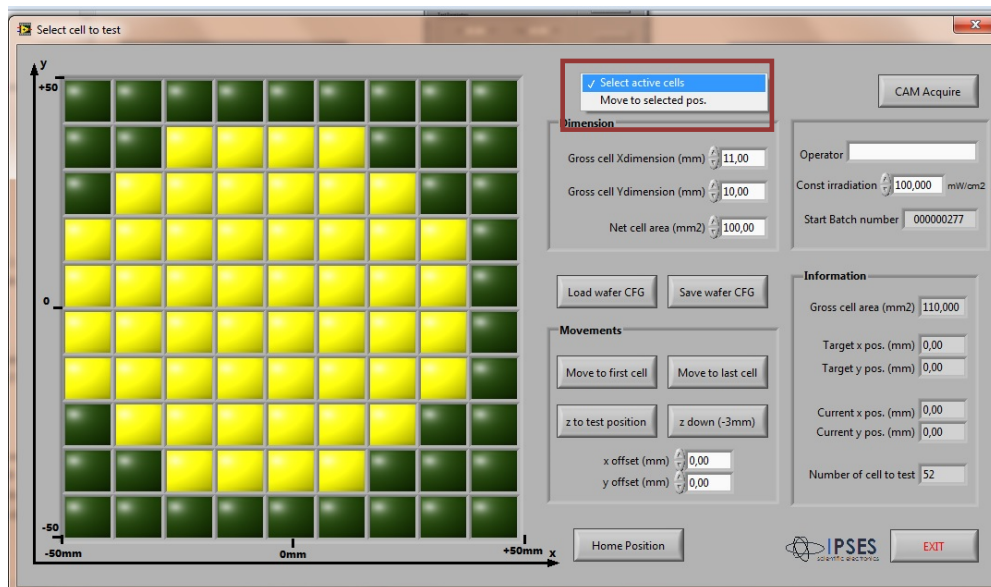 Select cell to test
y
+50
0
-50
-50mm
0mm
+50mm
x
✓ Select active cells
Move to selected pos.
CAM Acquire
Dimension
Gross cell Xdimension (mm) 11,00
Gross cell Ydimension (mm) 10,00
Net cell area (mm2) 100,00
Operator
Const irradiation 100,000 mW/cm2
Start Batch number 000000277
Load wafer CFG
Save wafer CFG
Information
Gross cell area (mm2) 110,000
Target x pos. (mm) 0,00
Target y pos. (mm) 0,00
Current x pos. (mm) 0,00
Current y pos. (mm) 0,00
Number of cell to test 52
Movements
Move to first cell
Move to last cell
z to test position
z down (-3mm)
x offset (mm) 0,00
y offset (mm) 0,00
Home Position
IPSES
scientific electronics
EXIT